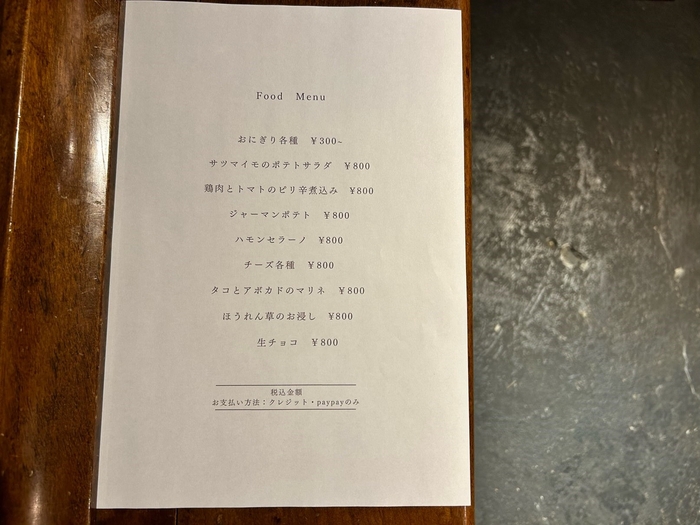 Food Menu
おにぎり各種 ¥300~
サツマイモのポテトサラダ ¥800
鶏肉とトマトのピリ辛煮込み ¥800
ジャーマンポテト ¥800
ハモンセラーノ ¥800
チーズ各種 ¥800
タコとアボカドのマリネ ¥800
ほうれん草のお浸し ¥800
生チョコ ¥800
税込金額
お支払い方法：クレジット・paypayのみ